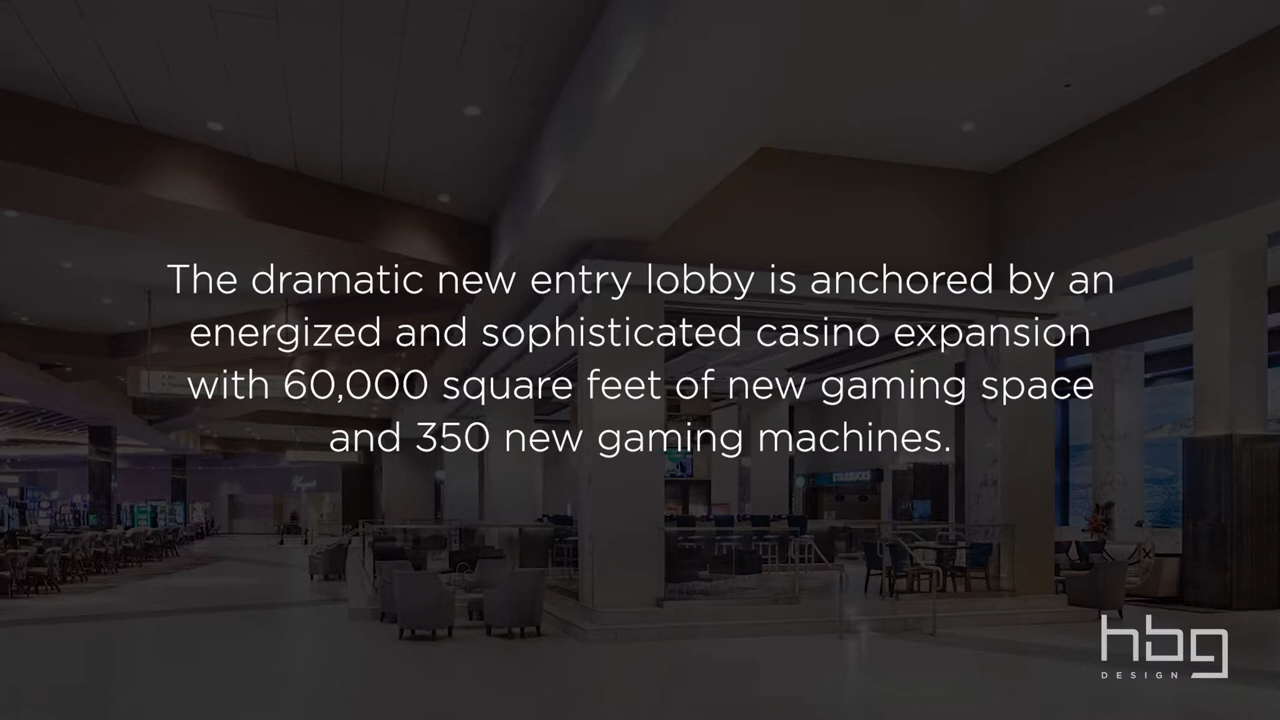 The dramatic new entry lobby is anchored by an
energized and sophisticated casino expansion
with 60,000 square feet of new gaming space
and 350 new gaming machines.
STARBUCKS
hbg
DESIGN